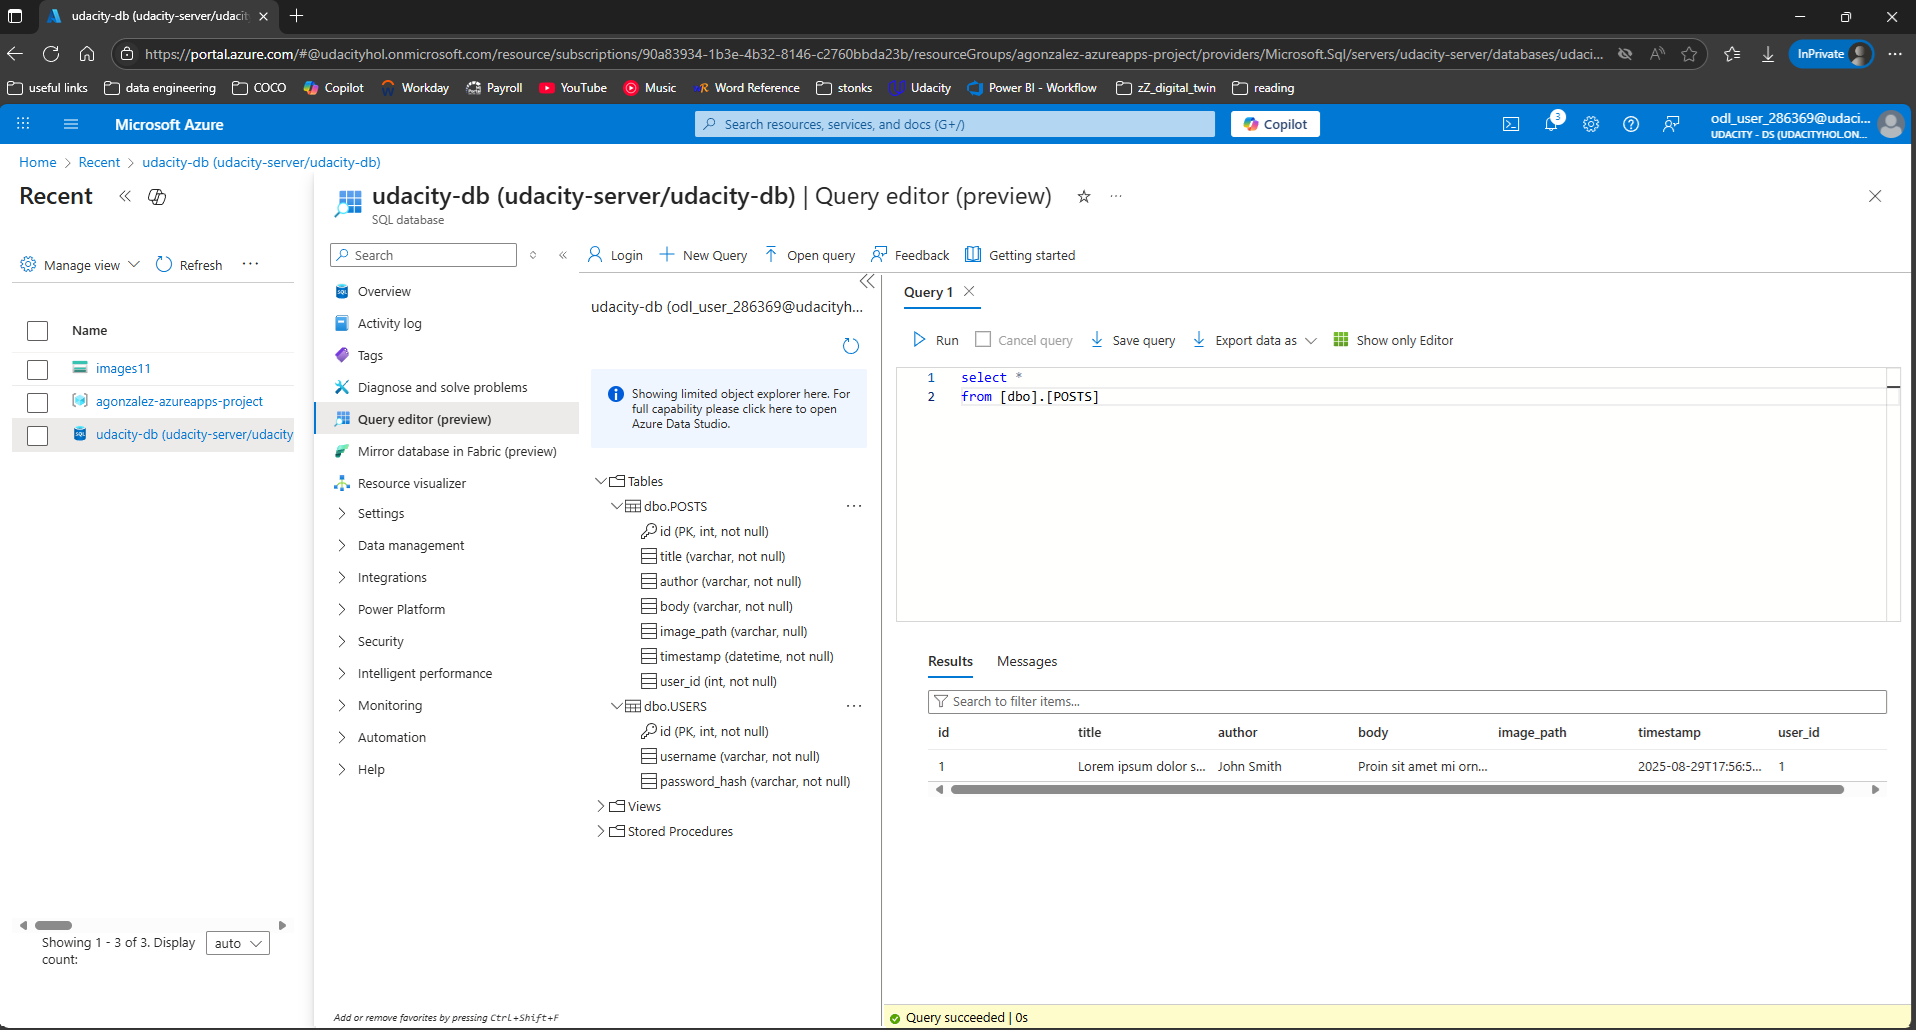 udacity-db (udacity-server/udacity
https://portal.azure.com/#@udacityhol.onmicrosoft.com/resource/subscriptions/90a83934-1b3e-4b32-8146-c2760bbda23b/resourceGroups/agonzalez-azureapps-project/providers/Microsoft.Sql/servers/udacity-server/databases/udaci...
InPrivate
useful links data engineering COCO Copilot Workday Payroll YouTube Music Word Reference stonks Udacity Power BI - Workflow zZ_digital_twin reading
Microsoft Azure
Search resources, services, and docs (G+/)
Copilot
3
odl_user_286369@udaci...
UDACITY - DS (UDACITYHOL.ON...
Home > Recent > udacity-db (udacity-server/udacity-db)
Recent
Manage view
Refresh
Name
images11
agonzalez-azureapps-project
udacity-db (udacity-server/udacity
Showing 1 - 3 of 3. Display
count:
auto
udacity-db (udacity-server/udacity-db) | Query editor (preview)
SQL database
Search
Overview
Activity log
Tags
Diagnose and solve problems
Query editor (preview)
Mirror database in Fabric (preview)
Resource visualizer
Settings
Data management
Integrations
Power Platform
Security
Intelligent performance
Monitoring
Automation
Help
Add or remove favorites by pressing Ctrl+Shift+F
Login New Query Open query Feedback Getting started
udacity-db (odl_user_286369@udacityh...
Showing limited object explorer here. For
full capability please click here to open
Azure Data Studio.
Tables
dbo.POSTS
id (PK, int, not null)
title (varchar, not null)
author (varchar, not null)
body (varchar, not null)
image_path (varchar, null)
timestamp (datetime, not null)
user_id (int, not null)
dbo.USERS
id (PK, int, not null)
username (varchar, not null)
password_hash (varchar, not null)
Views
Stored Procedures
Query 1
Run Cancel query Save query Export data as Show only Editor
1 select *
2 from [dbo].[POSTS]
Results Messages
Search to filter items...
id title author body image_path timestamp user_id
1 Lorem ipsum dolor s... John Smith Proin sit amet mi orn... 2025-08-29T17:56:5... 1
Query succeeded | 0s